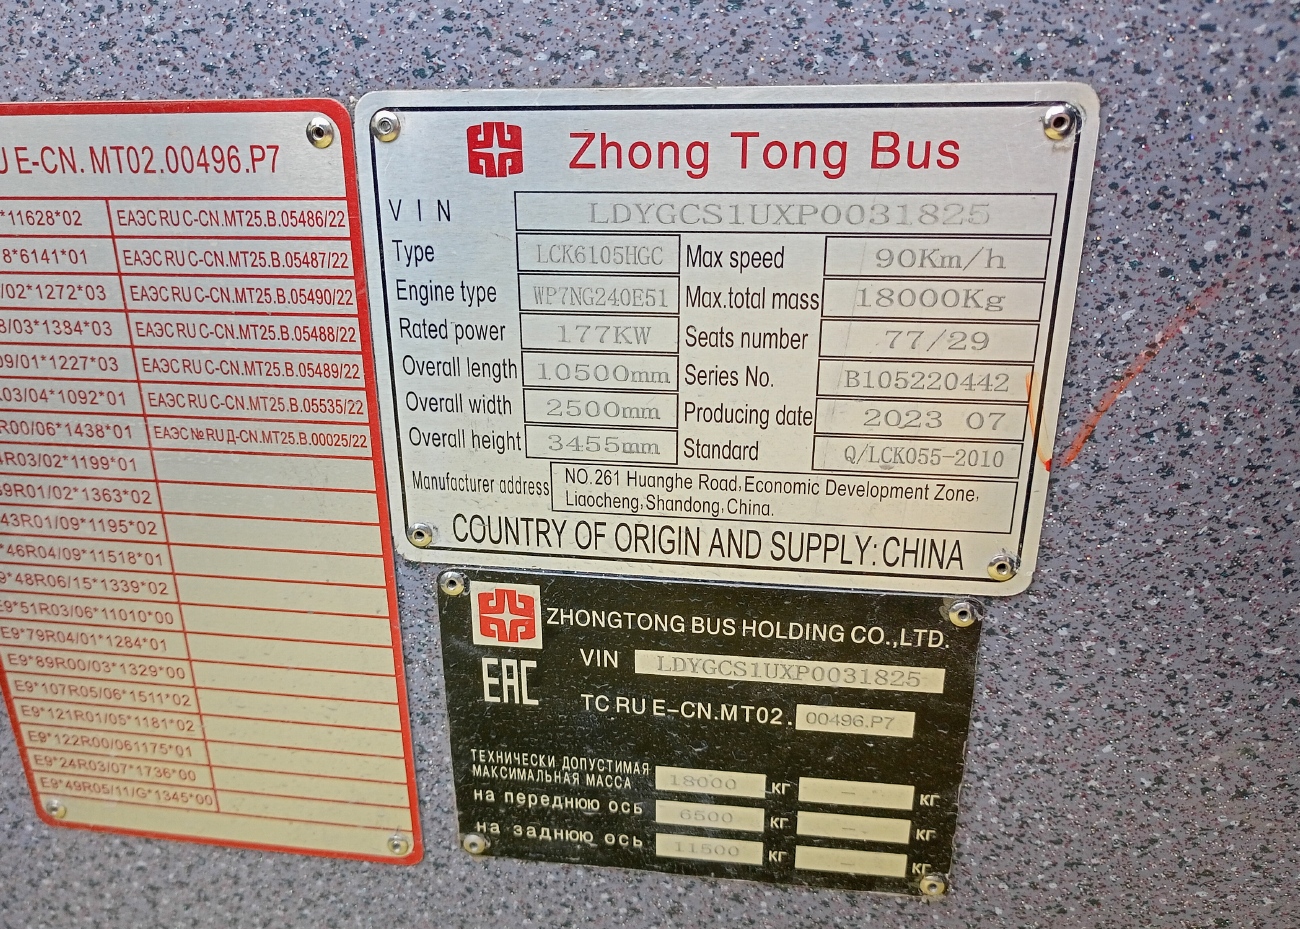 U E-CN. MT02.00496.P7
*11628*02 ЕАЭС RU C-CN.MT25.B.05486/22
8*6141*01 ЕАЭС RU C-CN.MT25.B.05487/22
/02*1272*03 ЕАЭС RU C-CN.MT25.B.05490/22
3/03*1384*03 ЕАЭС RU C-CN.MT25.B.05488/22
09/01*1227*03 ЕАЭС RU C-CN.MT25.B.05489/22
03/04*1092*01 ЕАЭС RU C-CN.MT25.B.05535/22
R00/06*1438*01 ЕАЭС №RU Д-CN.MT25.B.00025/22
R03/02*1199*01
9R01/02*1363*02
43R01/09*1195*02
*46R04/09*11518*01
9*48R06/15*1339*02
E9*51R03/06*11010*00
E9*79R04/01*1284*01
E9*89R00/03*1329*00
E9*107R05/06*1511*02
E9*121R01/05*1181*02
E9*122R00/061175*01
E9*24R03/07*1736*00
E9*49R05/11/G*1345*00
Zhong Tong Bus
VIN LDYGCS1UXP0031825
Type LCK6105HGC Max speed 90Km/h
Engine type WP7NG240E51 Max.total mass 18000Kg
Rated power 177KW Seats number 77/29
Overall length 10500mm Series No. B105220442
Overall width 2500mm Producing date 2023 07
Overall height 3455mm Standard Q/LCK055-2010
Manufacturer address NO.261 Huanghe Road,Economic Development Zone,
Liaocheng,Shandong,China.
COUNTRY OF ORIGIN AND SUPPLY: CHINA
ZHONGTONG BUS HOLDING CO.,LTD.
EAC VIN LDYGCS1UXP0031825
TC RU E-CN.MT02. 00496.P7
ТЕХНИЧЕСКИ ДОПУСТИМАЯ
МАКСИМАЛЬНАЯ МАССА 18000 кг – кг
на переднюю ось 6500 кг – кг
на заднюю ось 11500 кг – кг